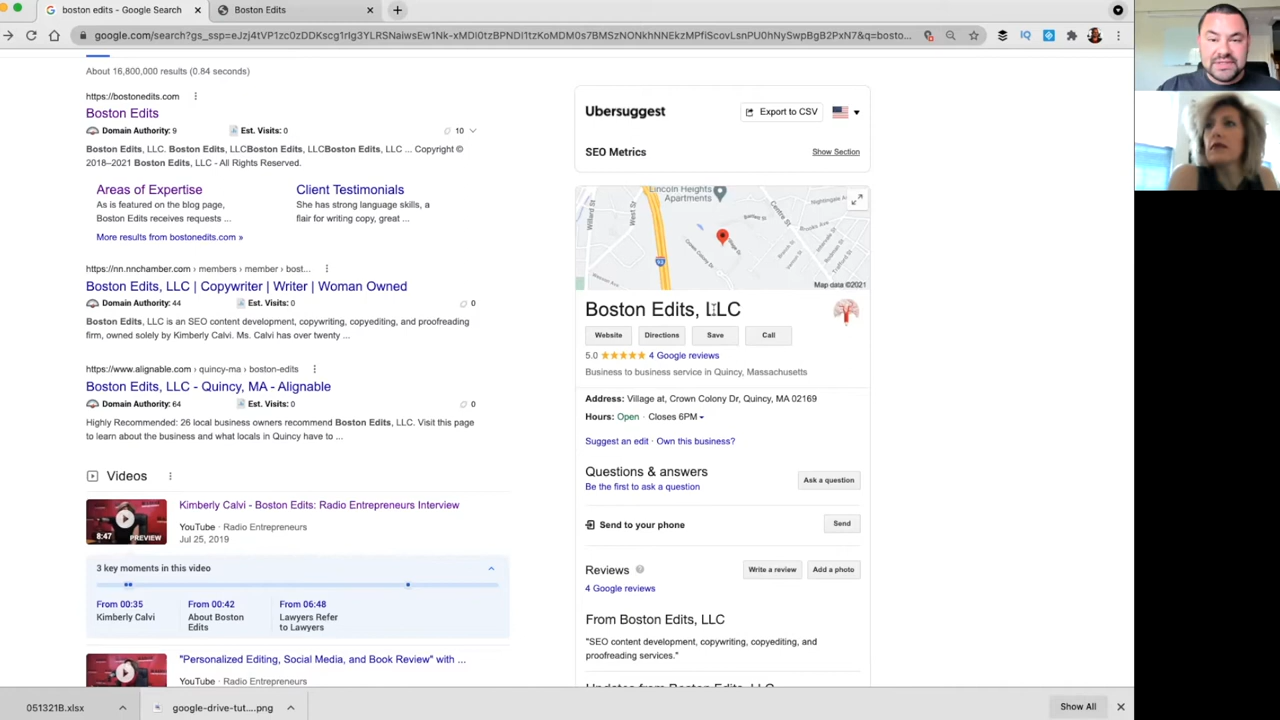 boston edits - Google Search
Boston Edits
google.com/search?gs_ssp=eJzj4tVP1zc0zDDKscg1rIg3YLRSNaiwsEw1Nk-xMDI0tzBPNDI1tzKoMDM0s7BMSzNOkhNNEkzMPfiScovLsnPU0hNySwpBgB2PxN7&q=bosto...
About 16,800,000 results (0.84 seconds)
https://bostonedits.com
Boston Edits
Domain Authority: 9 Est. Visits: 0 10
Boston Edits, LLC. Boston Edits, LLCBoston Edits, LLCBoston Edits, LLC ... Copyright ©
2018–2021 Boston Edits, LLC - All Rights Reserved.
Areas of Expertise
As is featured on the blog page,
Boston Edits receives requests ...
Client Testimonials
She has strong language skills, a
flair for writing copy, great ...
More results from bostonedits.com »
https://nn.nnchamber.com › members › member › bost...
Boston Edits, LLC | Copywriter | Writer | Woman Owned
Domain Authority: 44 Est. Visits: 0 0
Boston Edits, LLC is an SEO content development, copywriting, copyediting, and proofreading
firm, owned solely by Kimberly Calvi. Ms. Calvi has over twenty ...
https://www.alignable.com › quincy-ma › boston-edits
Boston Edits, LLC - Quincy, MA - Alignable
Domain Authority: 64 Est. Visits: 0 0
Highly Recommended: 26 local business owners recommend Boston Edits, LLC. Visit this page
to learn about the business and what locals in Quincy have to ...
Videos
Kimberly Calvi - Boston Edits: Radio Entrepreneurs Interview
YouTube · Radio Entrepreneurs
Jul 25, 2019
8:47 PREVIEW
3 key moments in this video
From 00:35
Kimberly Calvi
From 00:42
About Boston
Edits
From 06:48
Lawyers Refer
to Lawyers
"Personalized Editing, Social Media, and Book Review" with ...
YouTube · Radio Entrepreneurs
Ubersuggest
Export to CSV
SEO Metrics
Show Section
Lincoln Heights
Apartments
Willard St
West St
Centre St
93
Map data ©2021
Boston Edits, LLC
Website
Directions
Save
Call
5.0 4 Google reviews
Business to business service in Quincy, Massachusetts
Address: Village at, Crown Colony Dr, Quincy, MA 02169
Hours: Open · Closes 6PM
Suggest an edit · Own this business?
Questions & answers
Be the first to ask a question
Ask a question
Send to your phone
Send
Reviews
Write a review
Add a photo
4 Google reviews
From Boston Edits, LLC
"SEO content development, copywriting, copyediting, and
proofreading services."
Updates from Boston Edits, LLC
051321B.xlsx
google-drive-tut....png
Show All